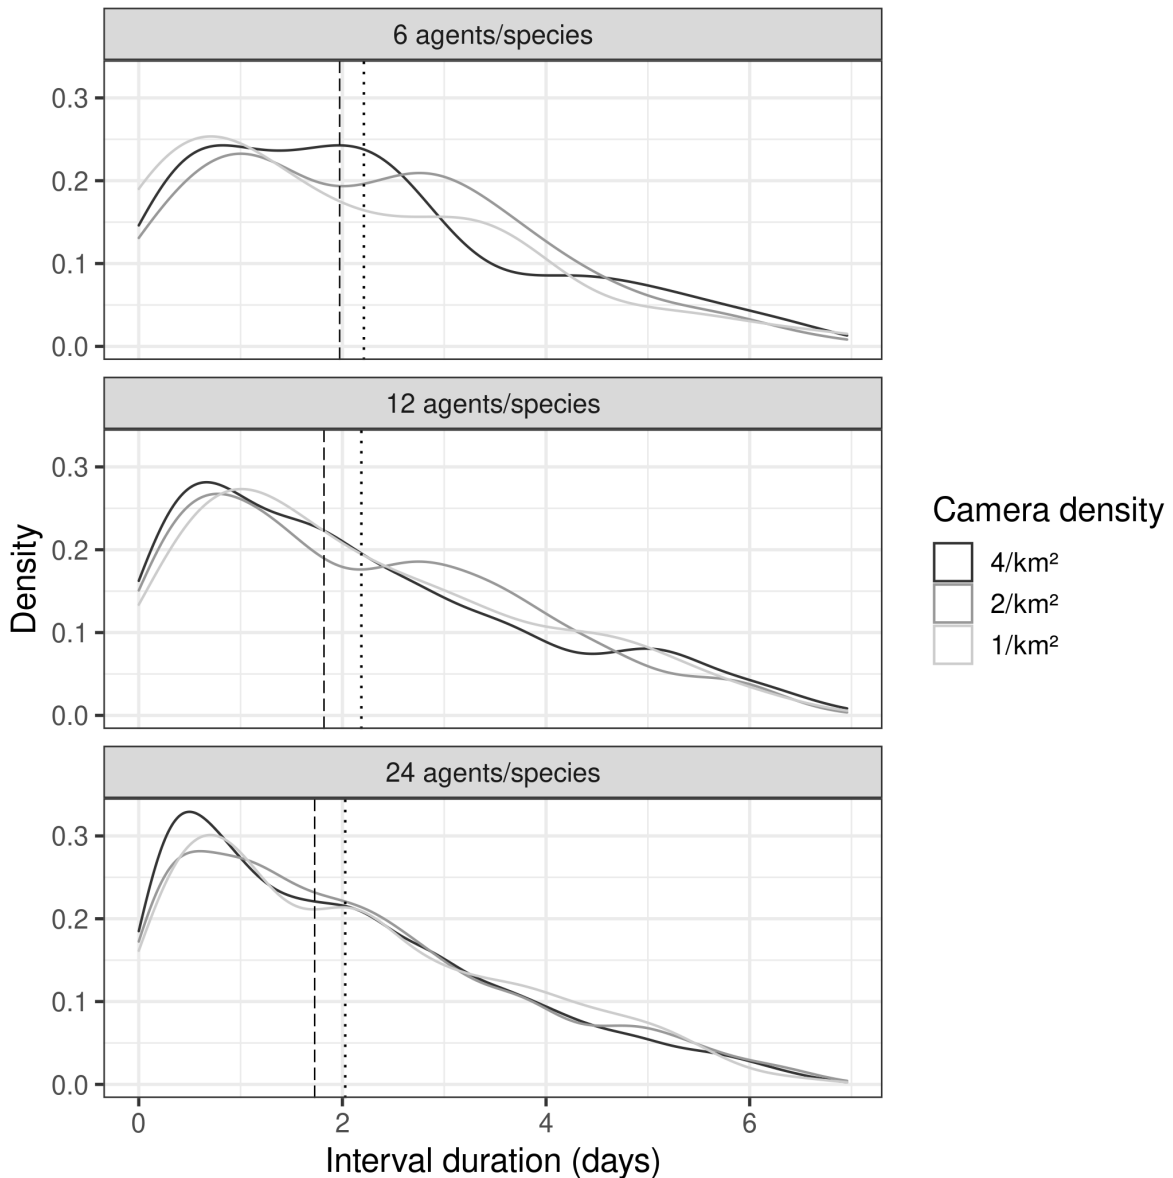 6 agents/species
0.3
0.2
0.1
0.0
12 agents/species
0.3
0.2
0.1
0.0
24 agents/species
0.3
0.2
0.1
0.0
0 2 4 6
Interval duration (days)
Density
Camera density
4/km²
2/km²
1/km²